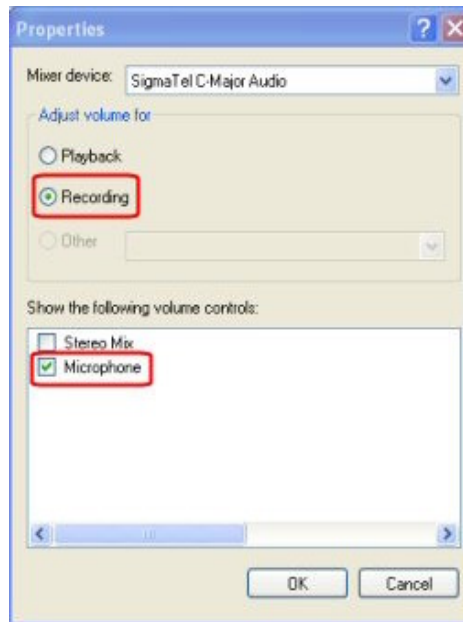 Properties
Mixer device: SigmaTel C-Major Audio
Adjust volume for
Playback
Recording
Other
Show the following volume controls:
Stereo Mix
Microphone
OK Cancel